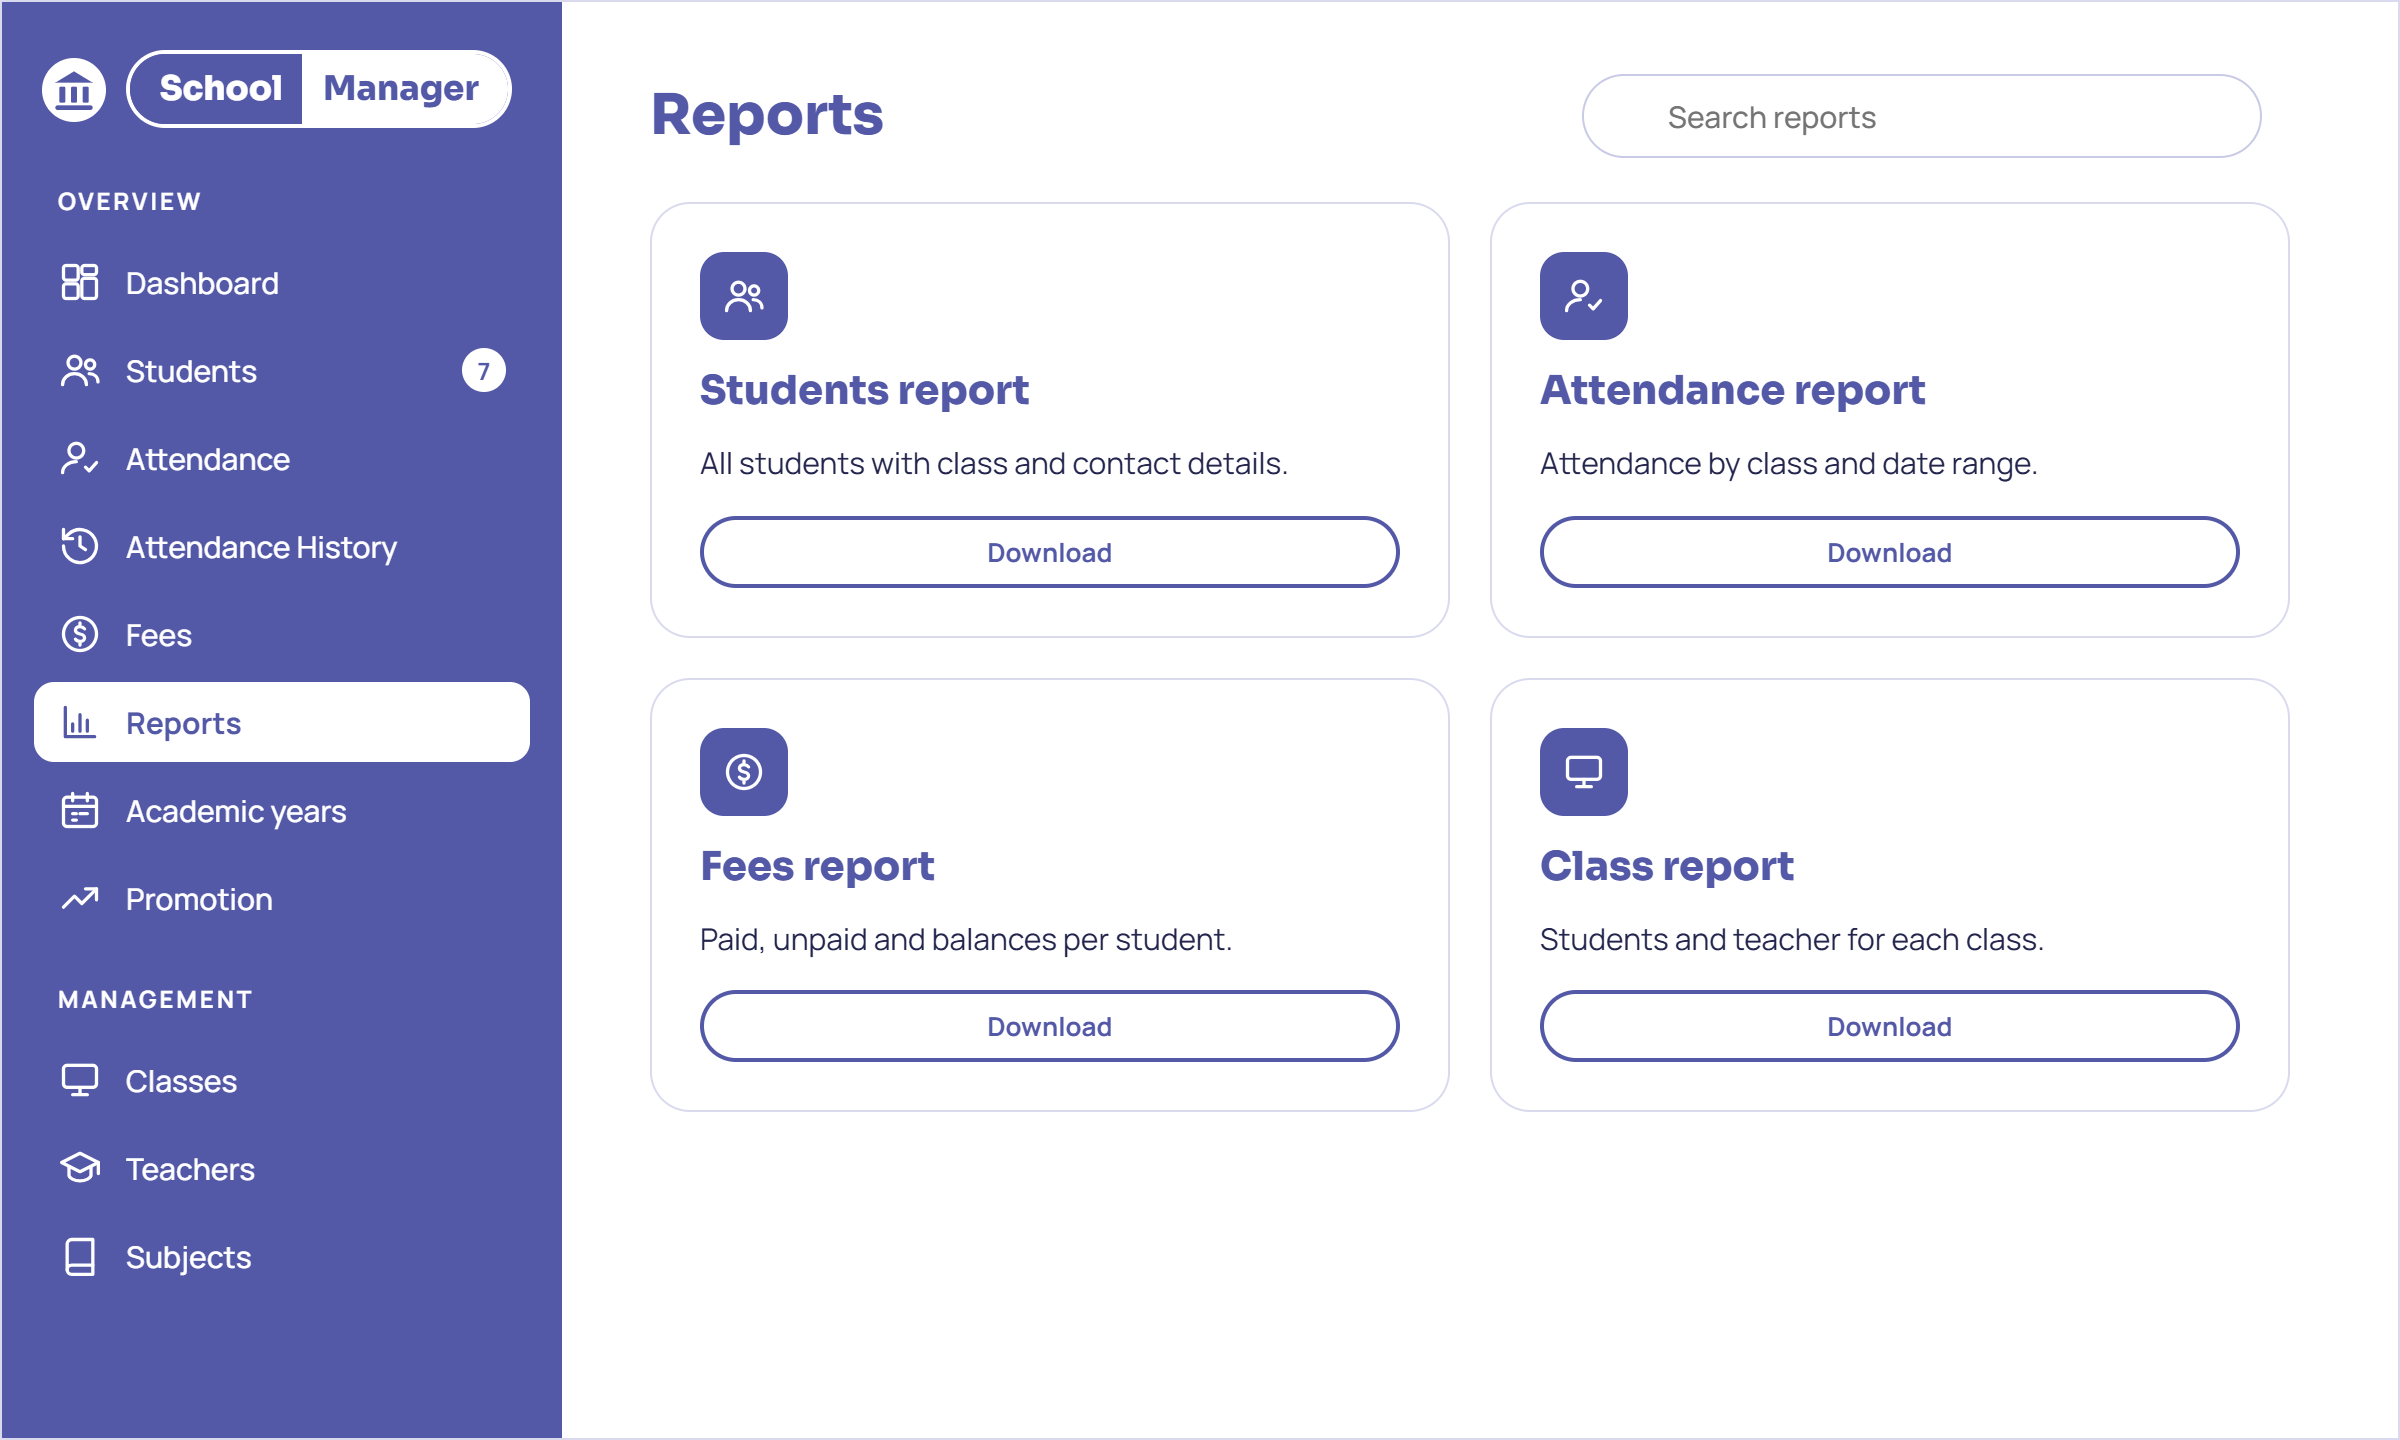 School Manager
OVERVIEW
Dashboard
Students 7
Attendance
Attendance History
Fees
Reports
Academic years
Promotion
MANAGEMENT
Classes
Teachers
Subjects
Reports
Search reports
Students report
All students with class and contact details.
Download
Attendance report
Attendance by class and date range.
Download
Fees report
Paid, unpaid and balances per student.
Download
Class report
Students and teacher for each class.
Download